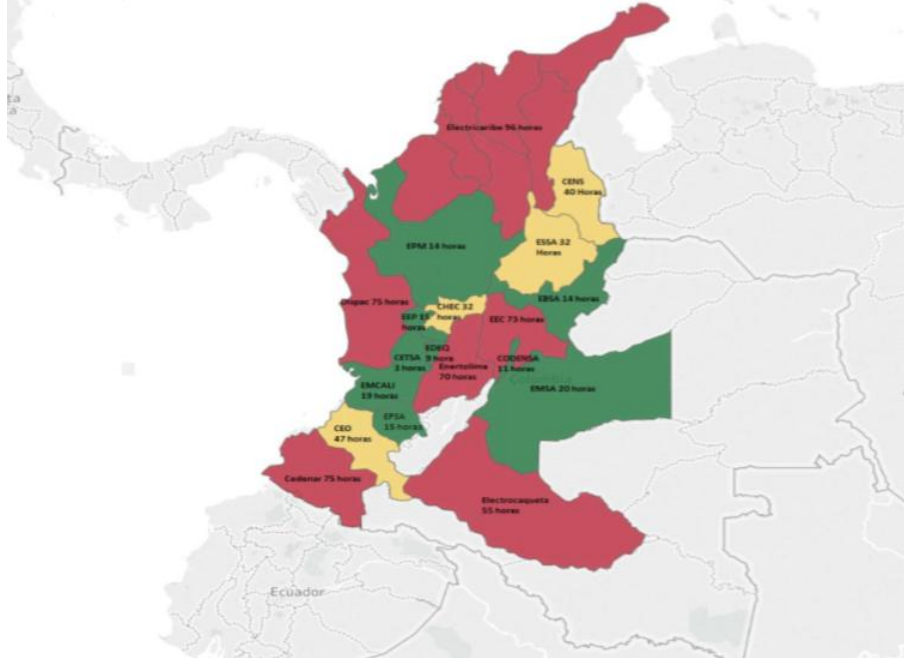 Electricaribe 96 horas
CENS
40 Horas
EPM 14 horas
ESSA 32
Horas
EBSA 14 horas
Dispac 75 horas
CHEC 32
horas
EEP 15
horas
EEC 73 horas
EDEQ
9 hora
CETSA
3 horas
Enertolima
70 horas
CODENSA
11 horas
EMSA 20 horas
EMCALI
19 horas
EPSA
15 horas
CEO
47 horas
Cedenar 75 horas
Electrocaqueta
55 horas
Ecuador